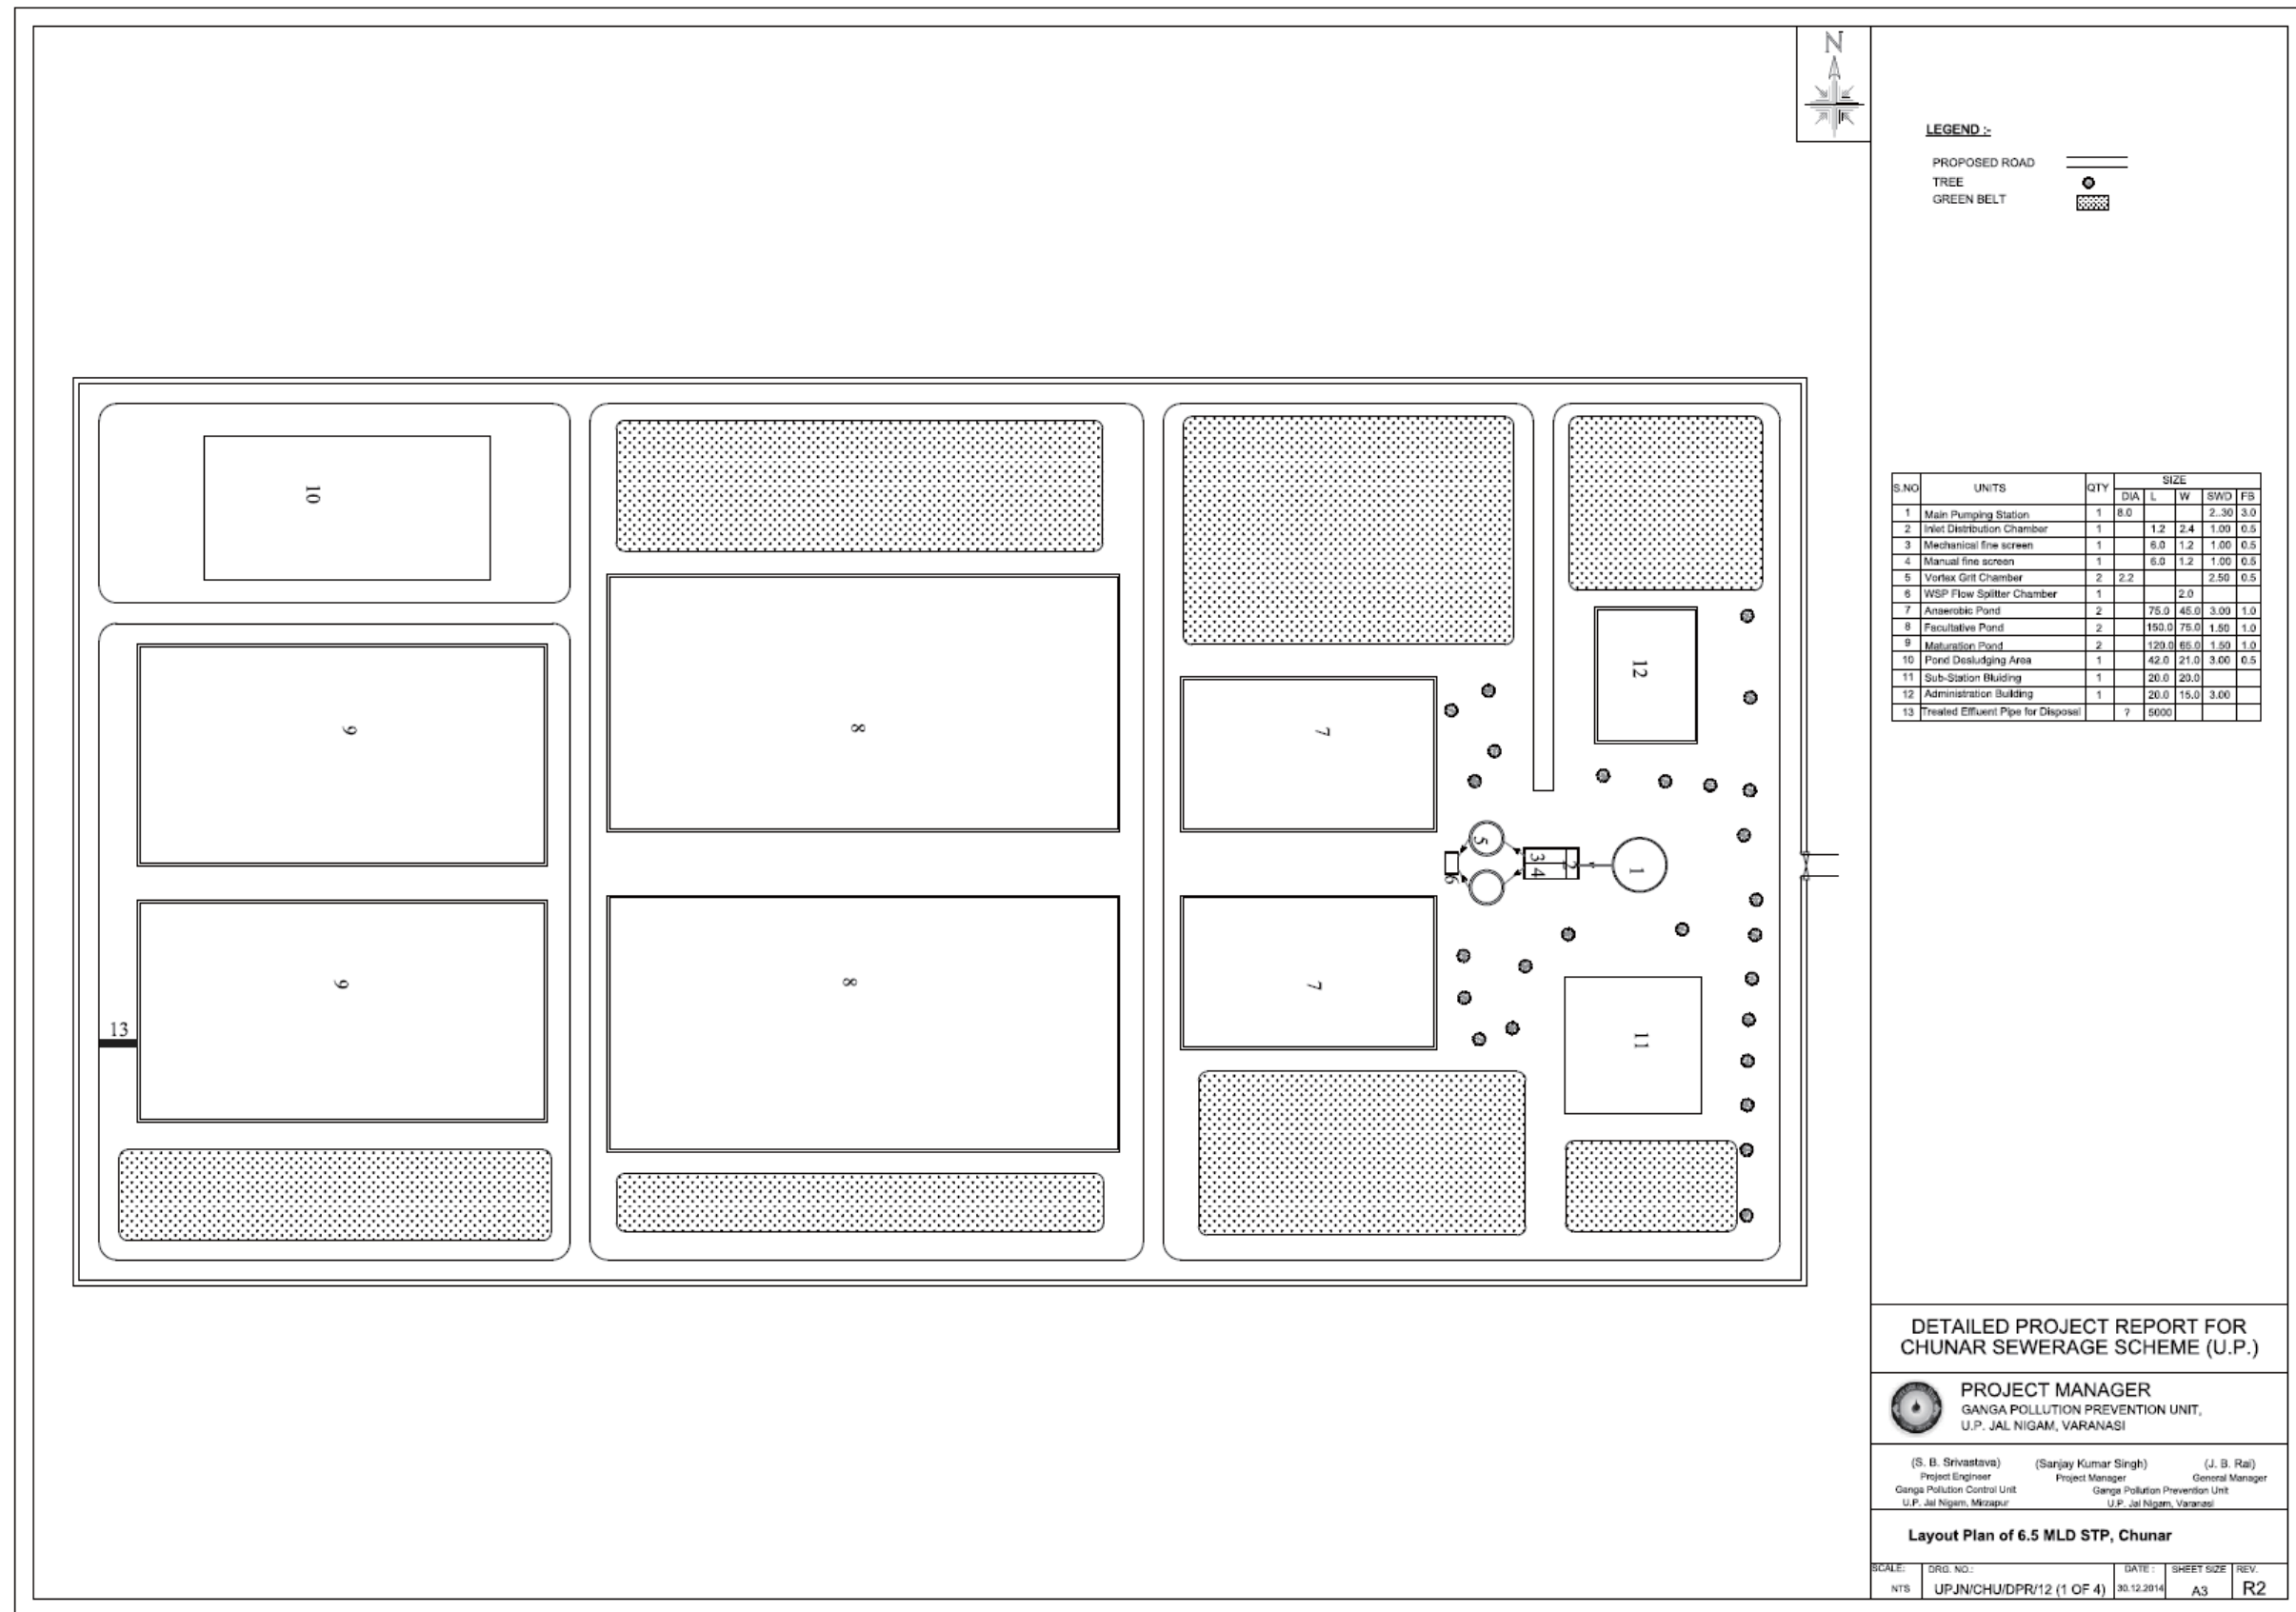 N
LEGEND :-
PROPOSED ROAD
TREE
GREEN BELT
10
9
9
13
8
8
7
7
12
5
6
3
4
2
1
11
S.NO UNITS QTY SIZE
DIA L W SWD FB
1 Main Pumping Station 1 8.0 2..30 3.0
2 Inlet Distribution Chamber 1 1.2 2.4 1.00 0.5
3 Mechanical fine screen 1 6.0 1.2 1.00 0.5
4 Manual fine screen 1 6.0 1.2 1.00 0.5
5 Vortex Grit Chamber 2 2.2 2.50 0.5
6 WSP Flow Splitter Chamber 1 2.0
7 Anaerobic Pond 2 75.0 45.0 3.00 1.0
8 Facultative Pond 2 150.0 75.0 1.50 1.0
9 Maturation Pond 2 120.0 65.0 1.50 1.0
10 Pond Desludging Area 1 42.0 21.0 3.00 0.5
11 Sub-Station Bluiding 1 20.0 20.0
12 Administration Building 1 20.0 15.0 3.00
13 Treated Effluent Pipe for Disposal ? 5000
DETAILED PROJECT REPORT FOR
CHUNAR SEWERAGE SCHEME (U.P.)
PROJECT MANAGER
GANGA POLLUTION PREVENTION UNIT,
U.P. JAL NIGAM, VARANASI
(S. B. Srivastava) (Sanjay Kumar Singh) (J. B. Rai)
Project Engineer Project Manager General Manager
Ganga Pollution Control Unit Ganga Pollution Prevention Unit
U.P. Jal Nigam, Mirzapur U.P. Jal Nigam, Varanasi
Layout Plan of 6.5 MLD STP, Chunar
SCALE: DRG. NO.: DATE : SHEET SIZE REV.
NTS UPJN/CHU/DPR/12 (1 OF 4) 30.12.2014 A3 R2